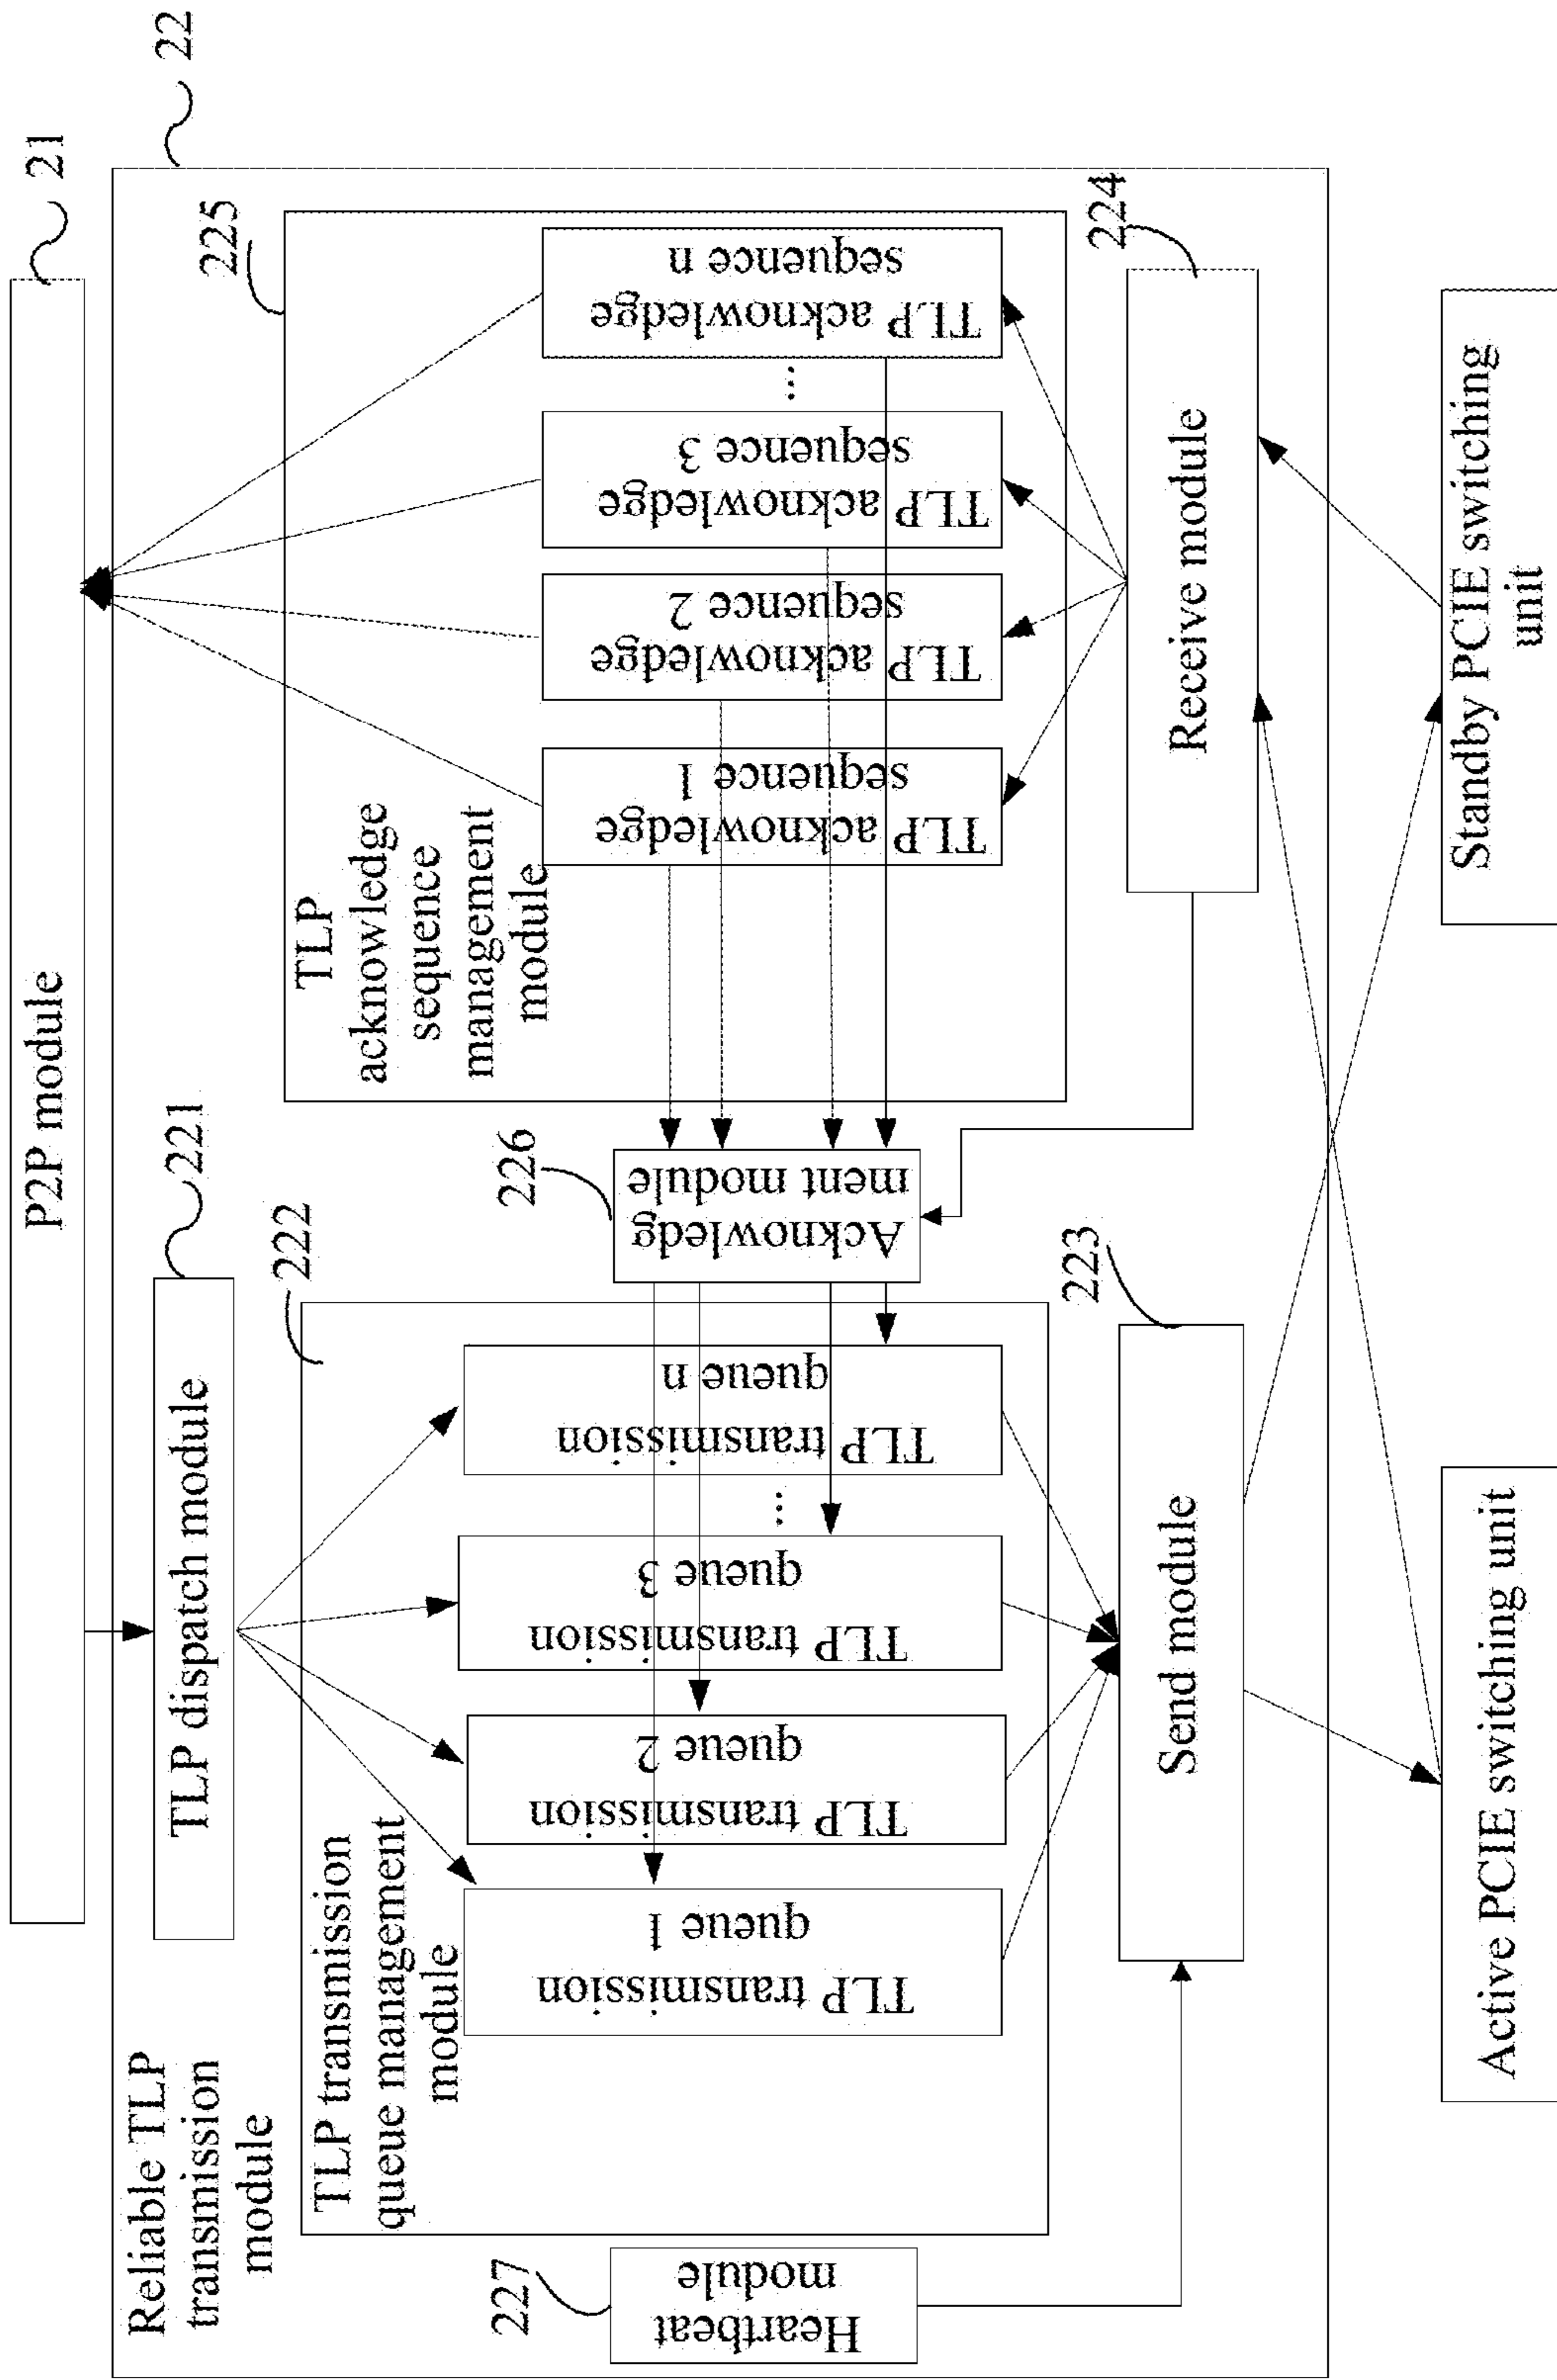 P2P module
21
22
Reliable TLP
transmission
module
TLP dispatch module
221
TLP transmission
queue management
module
222
TLP transmission
queue 1
TLP transmission
queue 2
TLP transmission
queue 3
...
TLP transmission
queue n
Heartbeat
module
227
Acknowledg
ment module
226
TLP
acknowledge
sequence
management
module
225
TLP acknowledge
sequence 1
TLP acknowledge
sequence 2
TLP acknowledge
sequence 3
...
TLP acknowledge
sequence n
Send module
223
Receive module
224
Active PCIE switching unit
Standby PCIE switching
unit